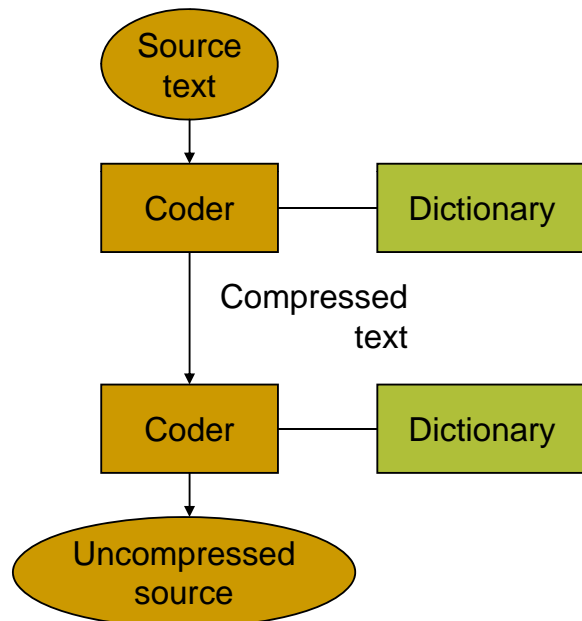 Source
text
Coder
Dictionary
Compressed
text
Coder
Dictionary
Uncompressed
source